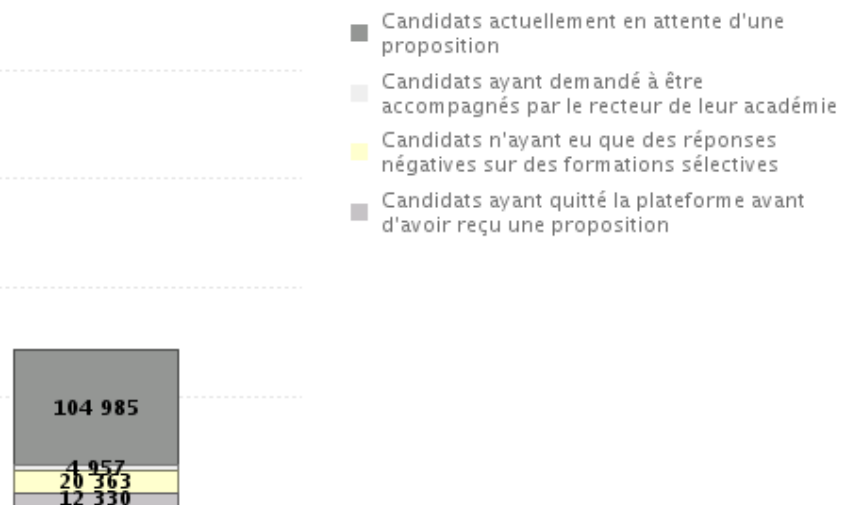 Candidats actuellement en attente d'une
proposition
Candidats ayant demandé à être
accompagnés par le recteur de leur académie
Candidats n'ayant eu que des réponses
négatives sur des formations sélectives
Candidats ayant quitté la plateforme avant
d'avoir reçu une proposition
104 985
4 957
20 363
12 330